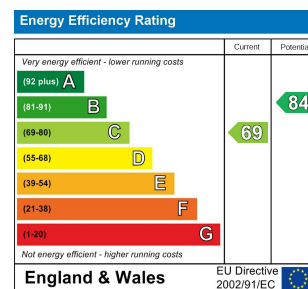 Energy Efficiency Rating
Current Potentia
Very energy efficient - lower running costs
(92 plus) A
(81-91) B
84
(69-80) C
69
(55-68) D
(39-54) E
(21-38) F
(1-20) G
Not energy efficient - higher running costs
England & Wales
EU Directive
2002/91/EC